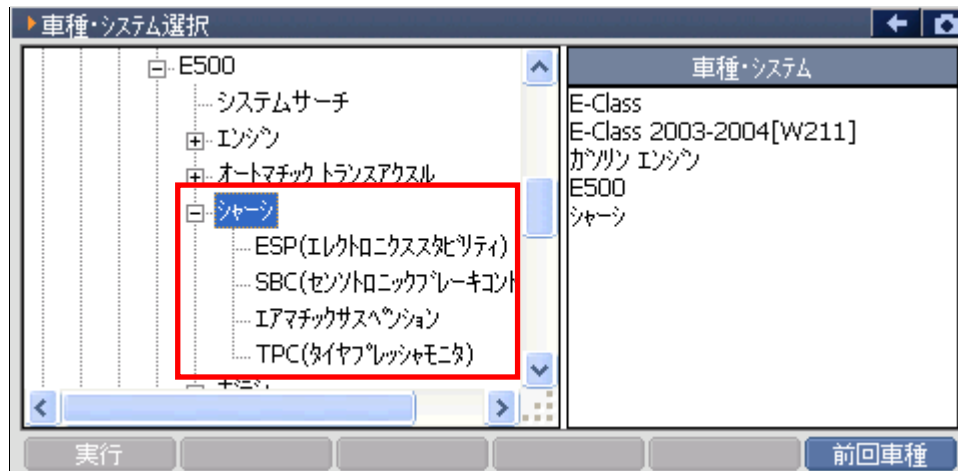 車種・システム選択
E500
システムサーチ
エンジン
オートマチック トランスアクスル
シャーシ
ESP(エレクトロニクススタビリティ)
SBC(センソトロニックブレーキコント
エアマチックサスペンション
TPC(タイヤプレッシャモニタ)
車種・システム
E-Class
E-Class 2003-2004[W211]
ガソリン エンジン
E500
シャーシ
実行
前回車種